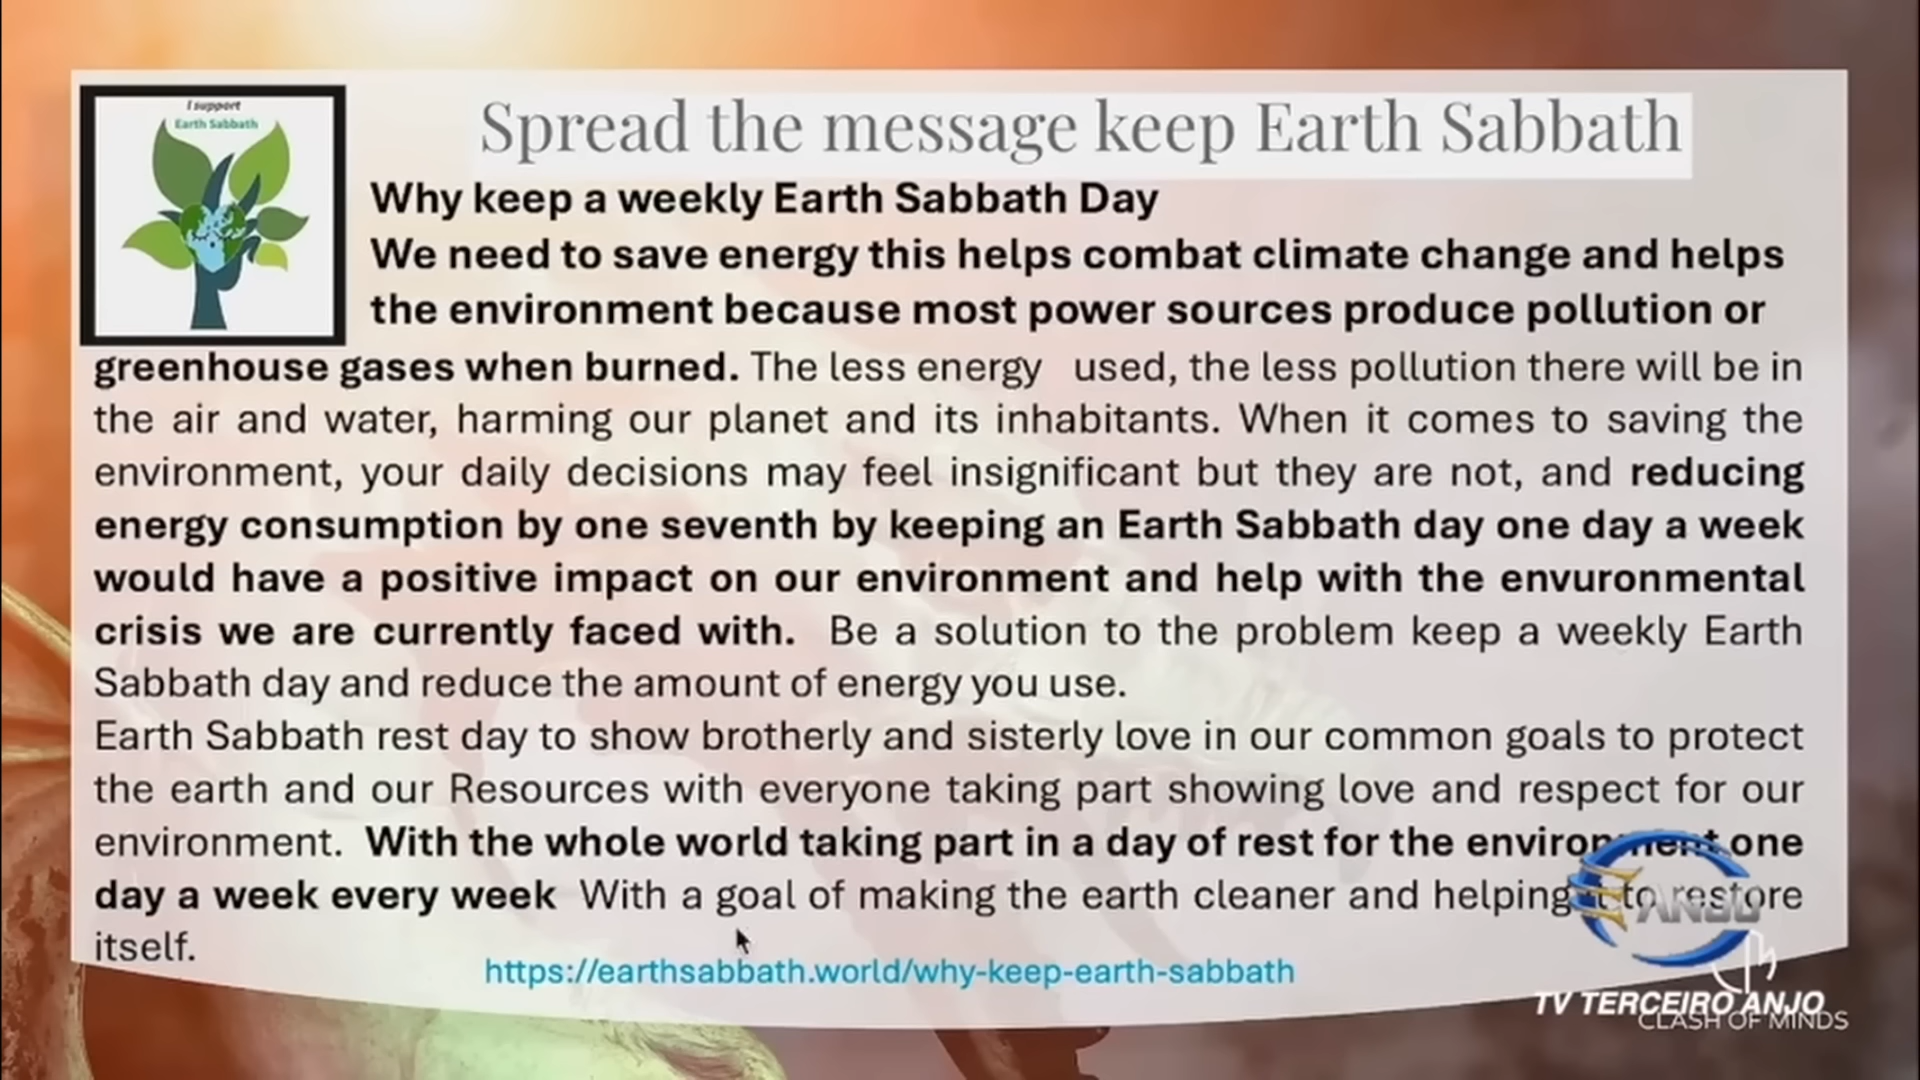 I support
Earth Sabbath
Spread the message keep Earth Sabbath
Why keep a weekly Earth Sabbath Day
We need to save energy this helps combat climate change and helps
the environment because most power sources produce pollution or
greenhouse gases when burned. The less energy used, the less pollution there will be in
the air and water, harming our planet and its inhabitants. When it comes to saving the
environment, your daily decisions may feel insignificant but they are not, and reducing
energy consumption by one seventh by keeping an Earth Sabbath day one day a week
would have a positive impact on our environment and help with the envuronmental
crisis we are currently faced with. Be a solution to the problem keep a weekly Earth
Sabbath day and reduce the amount of energy you use.
Earth Sabbath rest day to show brotherly and sisterly love in our common goals to protect
the earth and our Resources with everyone taking part showing love and respect for our
environment. With the whole world taking part in a day of rest for the environment one
day a week every week With a goal of making the earth cleaner and helping it to restore
itself.
https://earthsabbath.world/why-keep-earth-sabbath
ANJO
TV TERCEIRO ANJO
CLASH OF MINDS